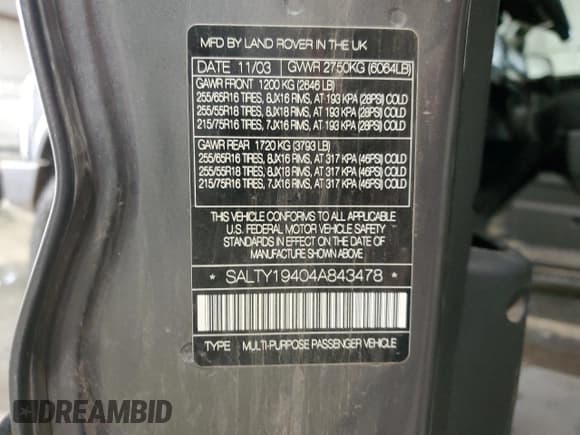 MFD BY LAND ROVER IN THE UK
DATE 11/03 GVWR 2750KG (6064LB)
GAWR FRONT 1200 KG (2646 LB)
255/65R16 TIRES, 8JX16 RIMS, AT 193 KPA (28PSI) COLD
255/55R18 TIRES, 8JX18 RIMS, AT 193 KPA (28PSI) COLD
215/75R16 TIRES, 7JX16 RIMS, AT 193 KPA (28PSI) COLD
GAWR REAR 1720 KG (3793 LB)
255/65R16 TIRES, 8JX16 RIMS, AT 317 KPA (46PSI) COLD
255/55R18 TIRES, 8JX18 RIMS, AT 317 KPA (46PSI) COLD
215/75R16 TIRES, 7JX16 RIMS, AT 317 KPA (46PSI) COLD
THIS VEHICLE CONFORMS TO ALL APPLICABLE
U.S. FEDERAL MOTOR VEHICLE SAFETY
STANDARDS IN EFFECT ON THE DATE OF
MANUFACTURE SHOWN ABOVE
* SALTY19404A843478 *
TYPE MULTI-PURPOSE PASSENGER VEHICLE
DREAMBID